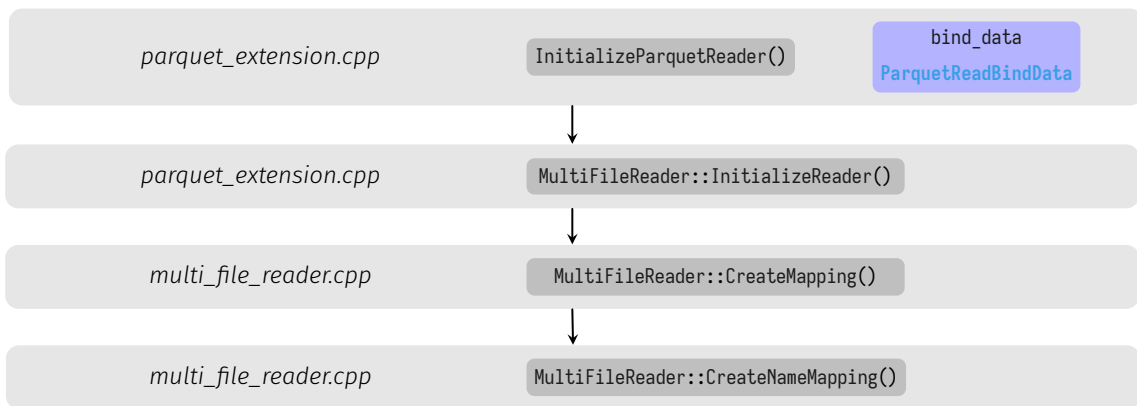 parquet_extension.cpp InitializeParquetReader() bind_data
ParquetReadBindData
parquet_extension.cpp MultiFileReader::InitializeReader()
multi_file_reader.cpp MultiFileReader::CreateMapping()
multi_file_reader.cpp MultiFileReader::CreateNameMapping()